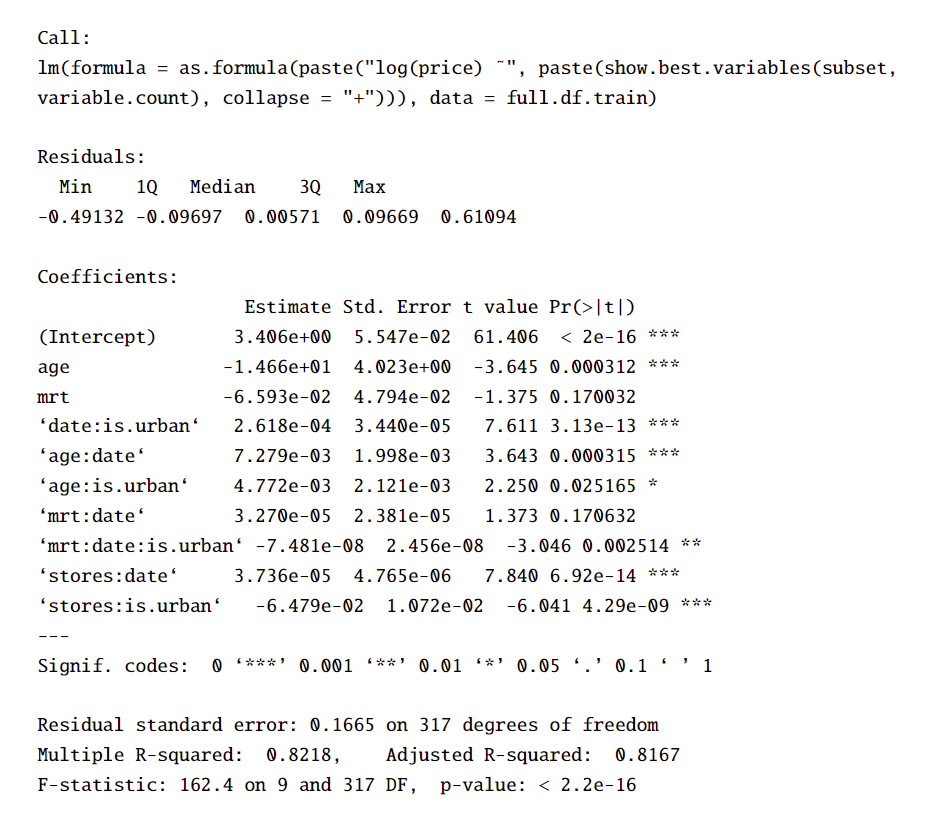 Call:
lm(formula = as.formula(paste("log(price) ~", paste(show.best.variables(subset,
variable.count), collapse = "+"))), data = full.df.train)
Residuals:
Min 1Q Median 3Q Max
-0.49132 -0.09697 0.00571 0.09669 0.61094
Coefficients:
Estimate Std. Error t value Pr(>|t|)
(Intercept) 3.406e+00 5.547e-02 61.406 < 2e-16 ***
age -1.466e+01 4.023e+00 -3.645 0.000312 ***
mrt -6.593e-02 4.794e-02 -1.375 0.170032
‘date:is.urban‘ 2.618e-04 3.440e-05 7.611 3.13e-13 ***
‘age:date‘ 7.279e-03 1.998e-03 3.643 0.000315 ***
‘age:is.urban‘ 4.772e-03 2.121e-03 2.250 0.025165 *
‘mrt:date‘ 3.270e-05 2.381e-05 1.373 0.170632
‘mrt:date:is.urban‘ -7.481e-08 2.456e-08 -3.046 0.002514 **
‘stores:date‘ 3.736e-05 4.765e-06 7.840 6.92e-14 ***
‘stores:is.urban‘ -6.479e-02 1.072e-02 -6.041 4.29e-09 ***
---
Signif. codes: 0 ‘***’ 0.001 ‘**’ 0.01 ‘*’ 0.05 ‘.’ 0.1 ‘ ’ 1
Residual standard error: 0.1665 on 317 degrees of freedom
Multiple R-squared: 0.8218, Adjusted R-squared: 0.8167
F-statistic: 162.4 on 9 and 317 DF, p-value: < 2.2e-16